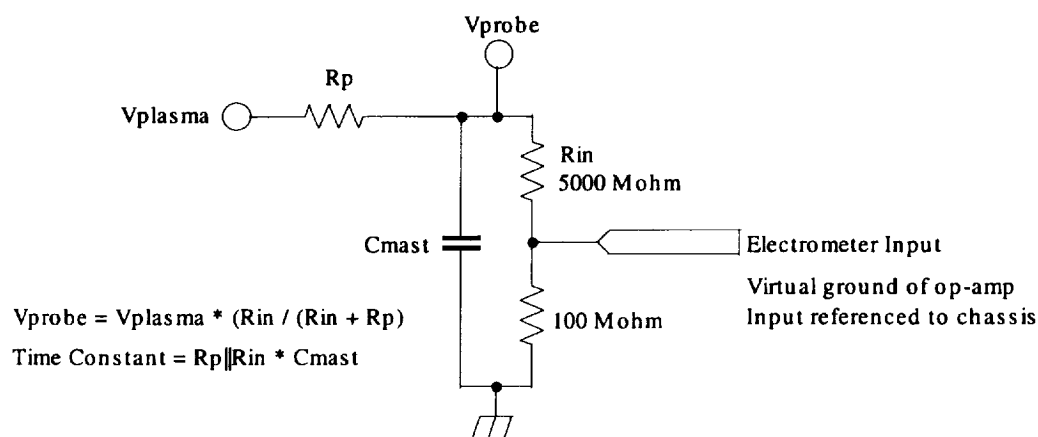 Vprobe
Rp
Vplasma
Rin
5000 Mohm
Cmast
Electrometer Input
Virtual ground of op-amp
Input referenced to chassis
100 Mohm
Vprobe = Vplasma * (Rin / (Rin + Rp)
Time Constant = Rp||Rin * Cmast